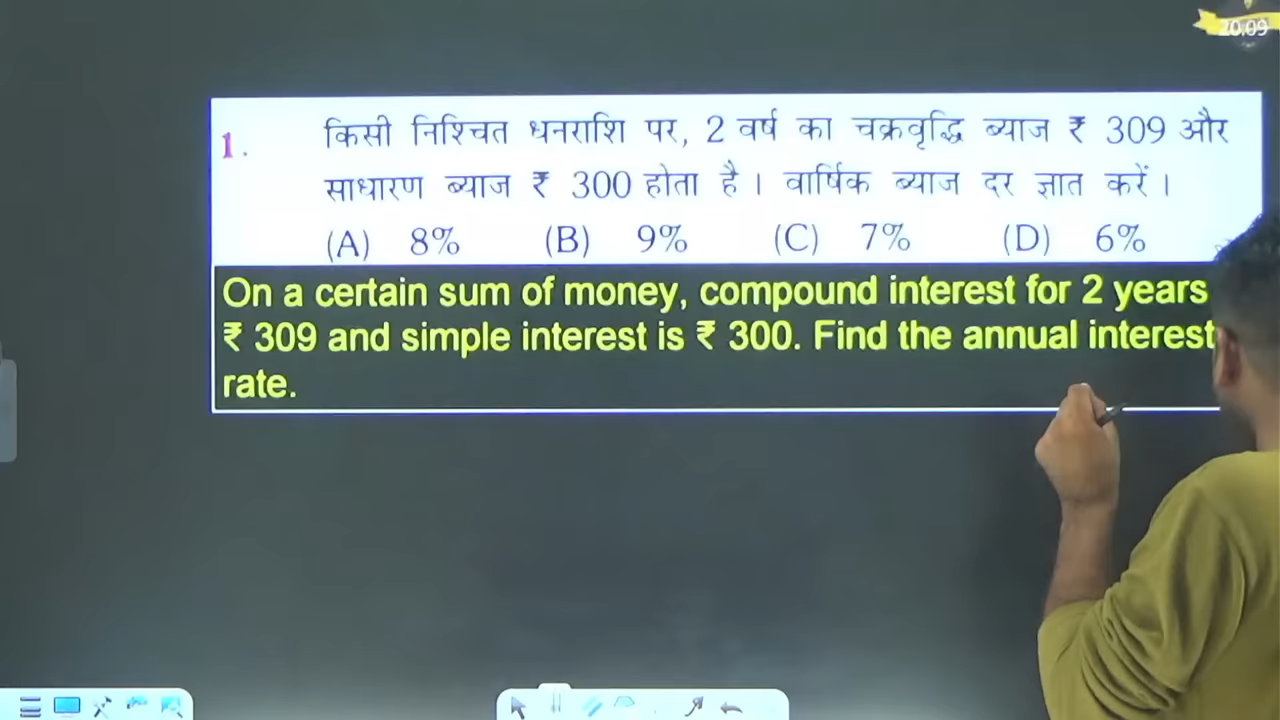 20:09
1. किसी निश्चित धनराशि पर, 2 वर्ष का चक्रवृद्धि ब्याज ₹ 309 और
साधारण ब्याज ₹ 300 होता है। वार्षिक ब्याज दर ज्ञात करें।
(A) 8% (B) 9% (C) 7% (D) 6%
On a certain sum of money, compound interest for 2 years
₹ 309 and simple interest is ₹ 300. Find the annual interest
rate.